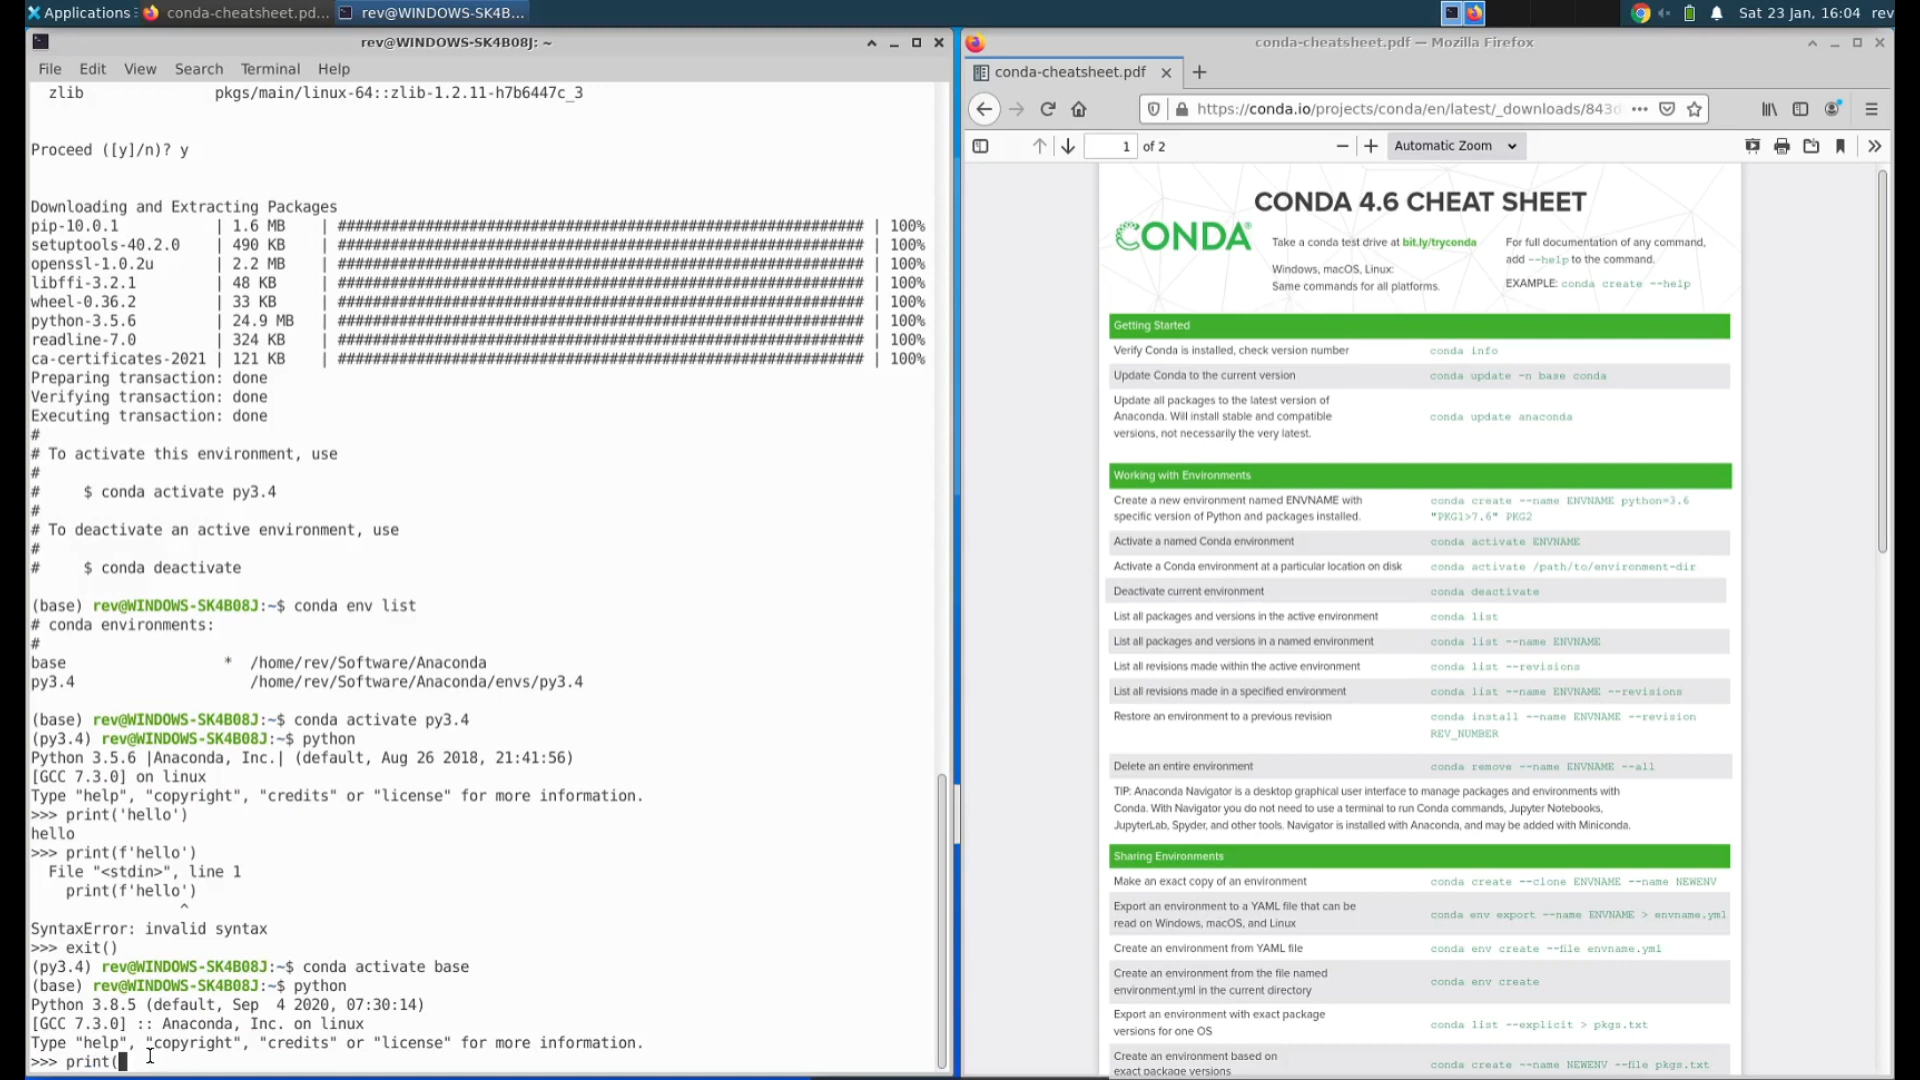 Applications
conda-cheatsheet.pd...
rev@WINDOWS-SK4B...
Sat 23 Jan, 16:04 rev
rev@WINDOWS-SK4B08J: ~
File Edit View Search Terminal Help
zlib pkgs/main/linux-64::zlib-1.2.11-h7b6447c_3
Proceed ([y]/n)? y
Downloading and Extracting Packages
pip-10.0.1 | 1.6 MB | ############################################################ | 100%
setuptools-40.2.0 | 490 KB | ############################################################ | 100%
openssl-1.0.2u | 2.2 MB | ############################################################ | 100%
libffi-3.2.1 | 48 KB | ############################################################ | 100%
wheel-0.36.2 | 33 KB | ############################################################ | 100%
python-3.5.6 | 24.9 MB | ############################################################ | 100%
readline-7.0 | 324 KB | ############################################################ | 100%
ca-certificates-2021 | 121 KB | ############################################################ | 100%
Preparing transaction: done
Verifying transaction: done
Executing transaction: done
#
# To activate this environment, use
#
# $ conda activate py3.4
#
# To deactivate an active environment, use
#
# $ conda deactivate
(base) rev@WINDOWS-SK4B08J:~$ conda env list
# conda environments:
#
base * /home/rev/Software/Anaconda
py3.4 /home/rev/Software/Anaconda/envs/py3.4
(base) rev@WINDOWS-SK4B08J:~$ conda activate py3.4
(py3.4) rev@WINDOWS-SK4B08J:~$ python
Python 3.5.6 |Anaconda, Inc.| (default, Aug 26 2018, 21:41:56)
[GCC 7.3.0] on linux
Type "help", "copyright", "credits" or "license" for more information.
>>> print('hello')
hello
>>> print(f'hello')
File "<stdin>", line 1
print(f'hello')
^
SyntaxError: invalid syntax
>>> exit()
(py3.4) rev@WINDOWS-SK4B08J:~$ conda activate base
(base) rev@WINDOWS-SK4B08J:~$ python
Python 3.8.5 (default, Sep  4 2020, 07:30:14)
[GCC 7.3.0] :: Anaconda, Inc. on linux
Type "help", "copyright", "credits" or "license" for more information.
>>> print(
conda-cheatsheet.pdf — Mozilla Firefox
conda-cheatsheet.pdf
https://conda.io/projects/conda/en/latest/_downloads/843d
1 of 2
Automatic Zoom
CONDA 4.6 CHEAT SHEET
CONDA
Take a conda test drive at bit.ly/tryconda
Windows, macOS, Linux:
Same commands for all platforms.
For full documentation of any command,
add --help to the command.
EXAMPLE: conda create --help
Getting Started
Verify Conda is installed, check version number conda info
Update Conda to the current version conda update -n base conda
Update all packages to the latest version of
Anaconda. Will install stable and compatible conda update anaconda
versions, not necessarily the very latest.
Working with Environments
Create a new environment named ENVNAME with conda create --name ENVNAME python=3.6
specific version of Python and packages installed. "PKG1>7.6" PKG2
Activate a named Conda environment conda activate ENVNAME
Activate a Conda environment at a particular location on disk conda activate /path/to/environment-dir
Deactivate current environment conda deactivate
List all packages and versions in the active environment conda list
List all packages and versions in a named environment conda list --name ENVNAME
List all revisions made within the active environment conda list --revisions
List all revisions made in a specified environment conda list --name ENVNAME --revisions
Restore an environment to a previous revision conda install --name ENVNAME --revision
REV_NUMBER
Delete an entire environment conda remove --name ENVNAME --all
TIP: Anaconda Navigator is a desktop graphical user interface to manage packages and environments with
Conda. With Navigator you do not need to use a terminal to run Conda commands, Jupyter Notebooks,
JupyterLab, Spyder, and other tools. Navigator is installed with Anaconda, and may be added with Miniconda.
Sharing Environments
Make an exact copy of an environment conda create --clone ENVNAME --name NEWENV
Export an environment to a YAML file that can be
read on Windows, macOS, and Linux conda env export --name ENVNAME > envname.yml
Create an environment from YAML file conda env create --file envname.yml
Create an environment from the file named
environment.yml in the current directory conda env create
Export an environment with exact package
versions for one OS conda list --explicit > pkgs.txt
Create an environment based on
exact package versions conda create --name NEWENV --file pkgs.txt